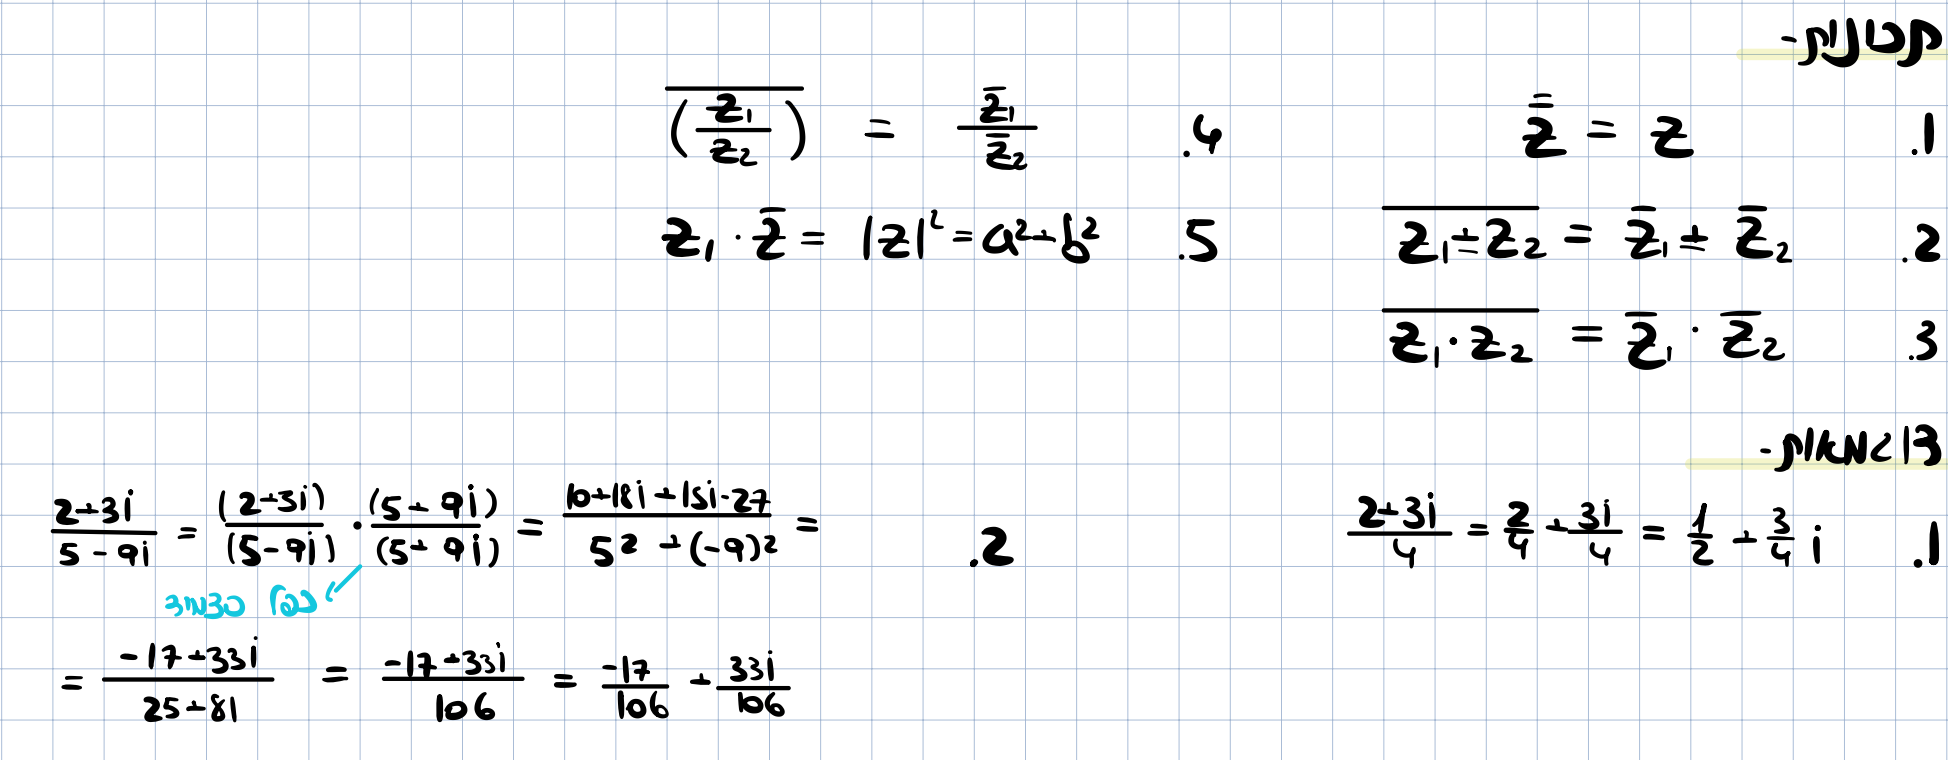 תכונות-
.1 $\bar{\bar{z}} = z$
.2 $\overline{z_1 \pm z_2} = \bar{z}_1 \pm \bar{z}_2$
.3 $\overline{z_1 \cdot z_2} = \bar{z}_1 \cdot \bar{z}_2$
.4 $\overline{\left(\frac{z_1}{z_2}\right)} = \frac{\bar{z}_1}{\bar{z}_2}$
.5 $z_1 \cdot \bar{z} = |z|^2 = a^2 + b^2$
דוגמאות-
.1 $\frac{2+3i}{4} = \frac{2}{4} + \frac{3i}{4} = \frac{1}{2} + \frac{3}{4}i$
.2 $\frac{2+3i}{5-9i} = \frac{(2+3i)}{(5-9i)} \cdot \frac{(5+9i)}{(5+9i)} = \frac{10+18i+15i-27}{5^2+(-9)^2} =$
כפל הצמוד
$= \frac{-17+33i}{25+81} = \frac{-17+33i}{106} = \frac{-17}{106} + \frac{33i}{106}$